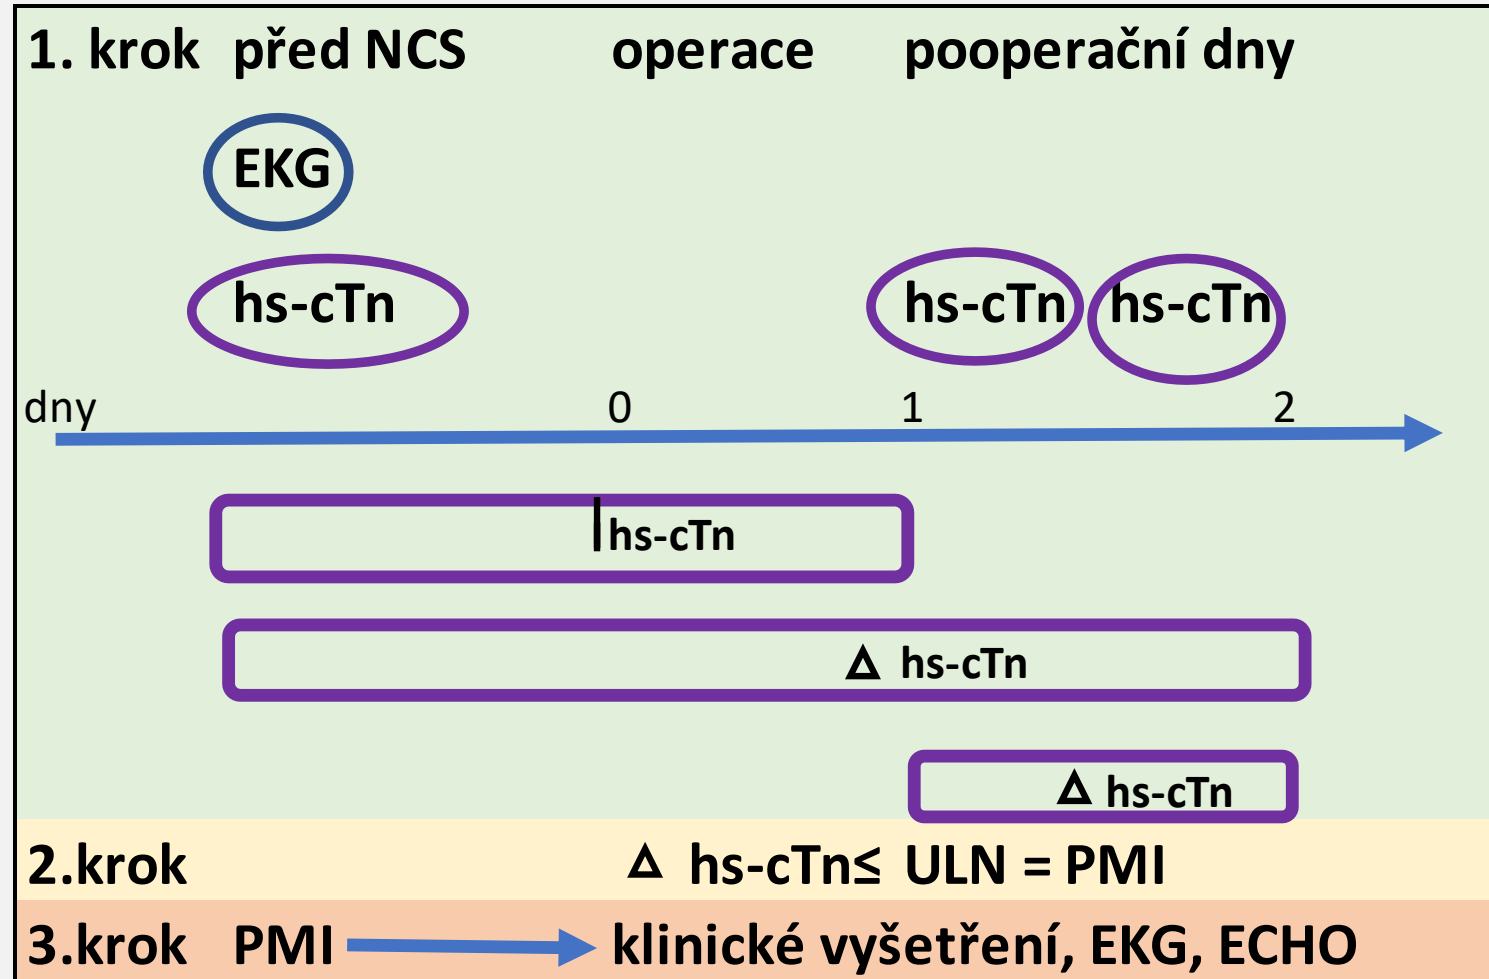 1. krok před NCS operace pooperační dny
EKG
hs-cTn hs-cTn hs-cTn
dny 0 1 2
hs-cTn
Δ hs-cTn
Δ hs-cTn
2.krok Δ hs-cTn≤ ULN = PMI
3.krok PMI klinické vyšetření, EKG, ECHO